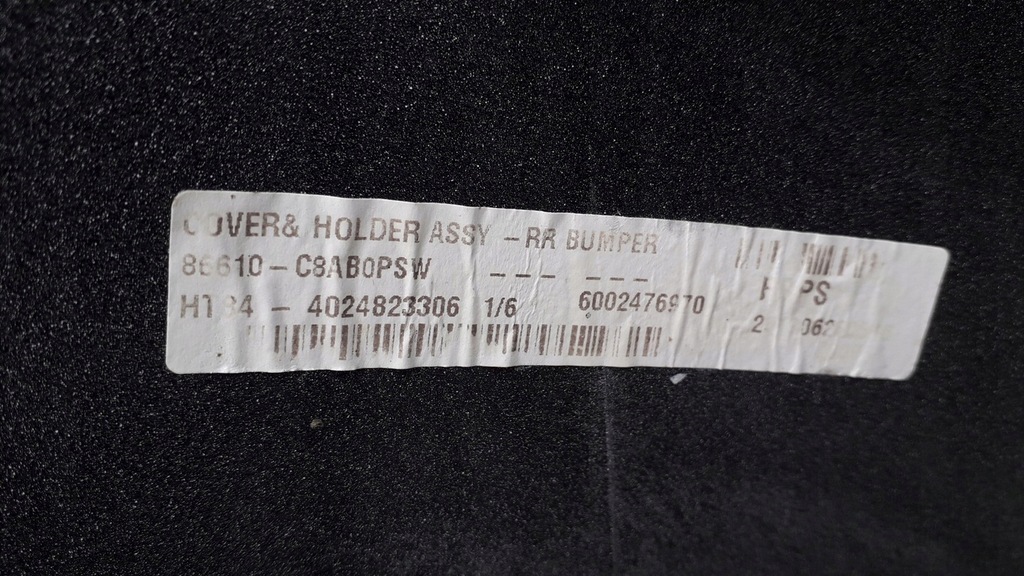 COVER& HOLDER ASSY -RR BUMPER
86610-C8AB0PSW --- ---
- 4024823306 1/6 6002476970